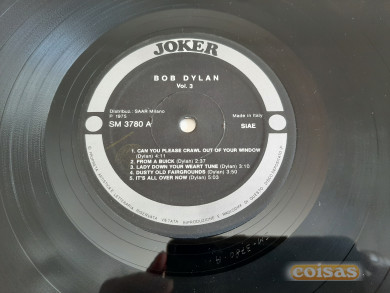 JOKER
BOB DYLAN
Vol. 3
Distribuz. SAAR Milano
℗ 1975
Made in Italy
SM 3780 A
SIAE
1. CAN YOU PLEASE CRAWL OUT OF YOUR WINDOW
(Dylan) 4:11
2. FROM A BUICK (Dylan) 2:37
3. LADY DOWN YOUR WEART TUNE (Dylan) 3:10
4. DUSTY OLD FAIRGROUNDS (Dylan) 3:50
5. IT'S ALL OVER NOW (Dylan) 5:03
coisas